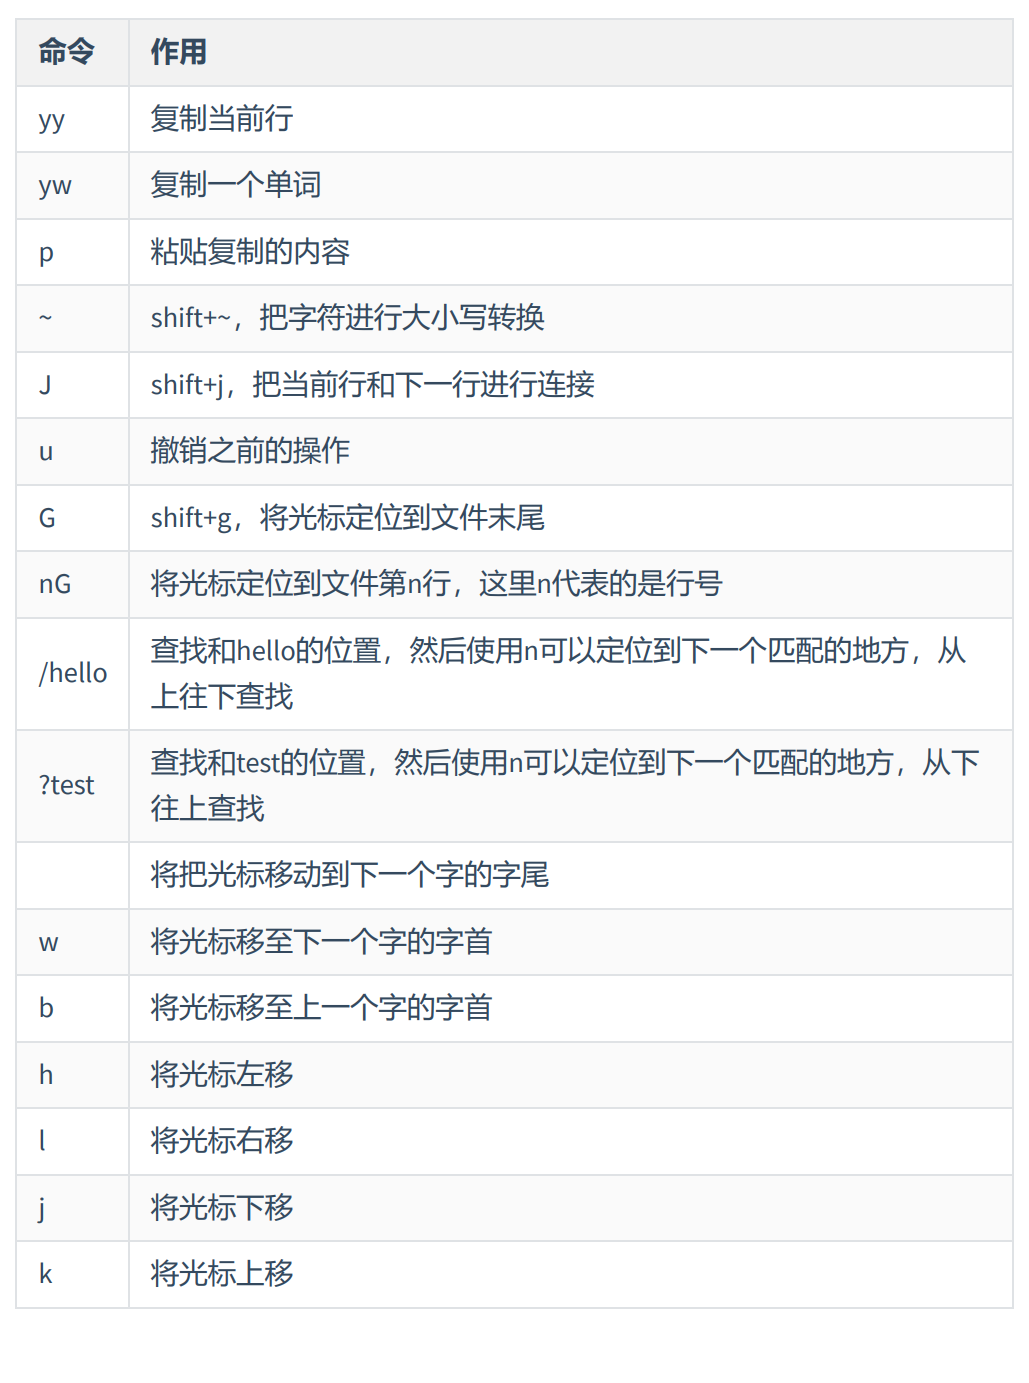 命令 作用
yy 复制当前行
yw 复制一个单词
p 粘贴复制的内容
~ shift+~，把字符进行大小写转换
J shift+j，把当前行和下一行进行连接
u 撤销之前的操作
G shift+g，将光标定位到文件末尾
nG 将光标定位到文件第n行，这里n代表的是行号
/hello 查找和hello的位置，然后使用n可以定位到下一个匹配的地方，从
上往下查找
?test 查找和test的位置，然后使用n可以定位到下一个匹配的地方，从下
往上查找
将把光标移动到下一个字的字尾
w 将光标移至下一个字的字首
b 将光标移至上一个字的字首
h 将光标左移
l 将光标右移
j 将光标下移
k 将光标上移